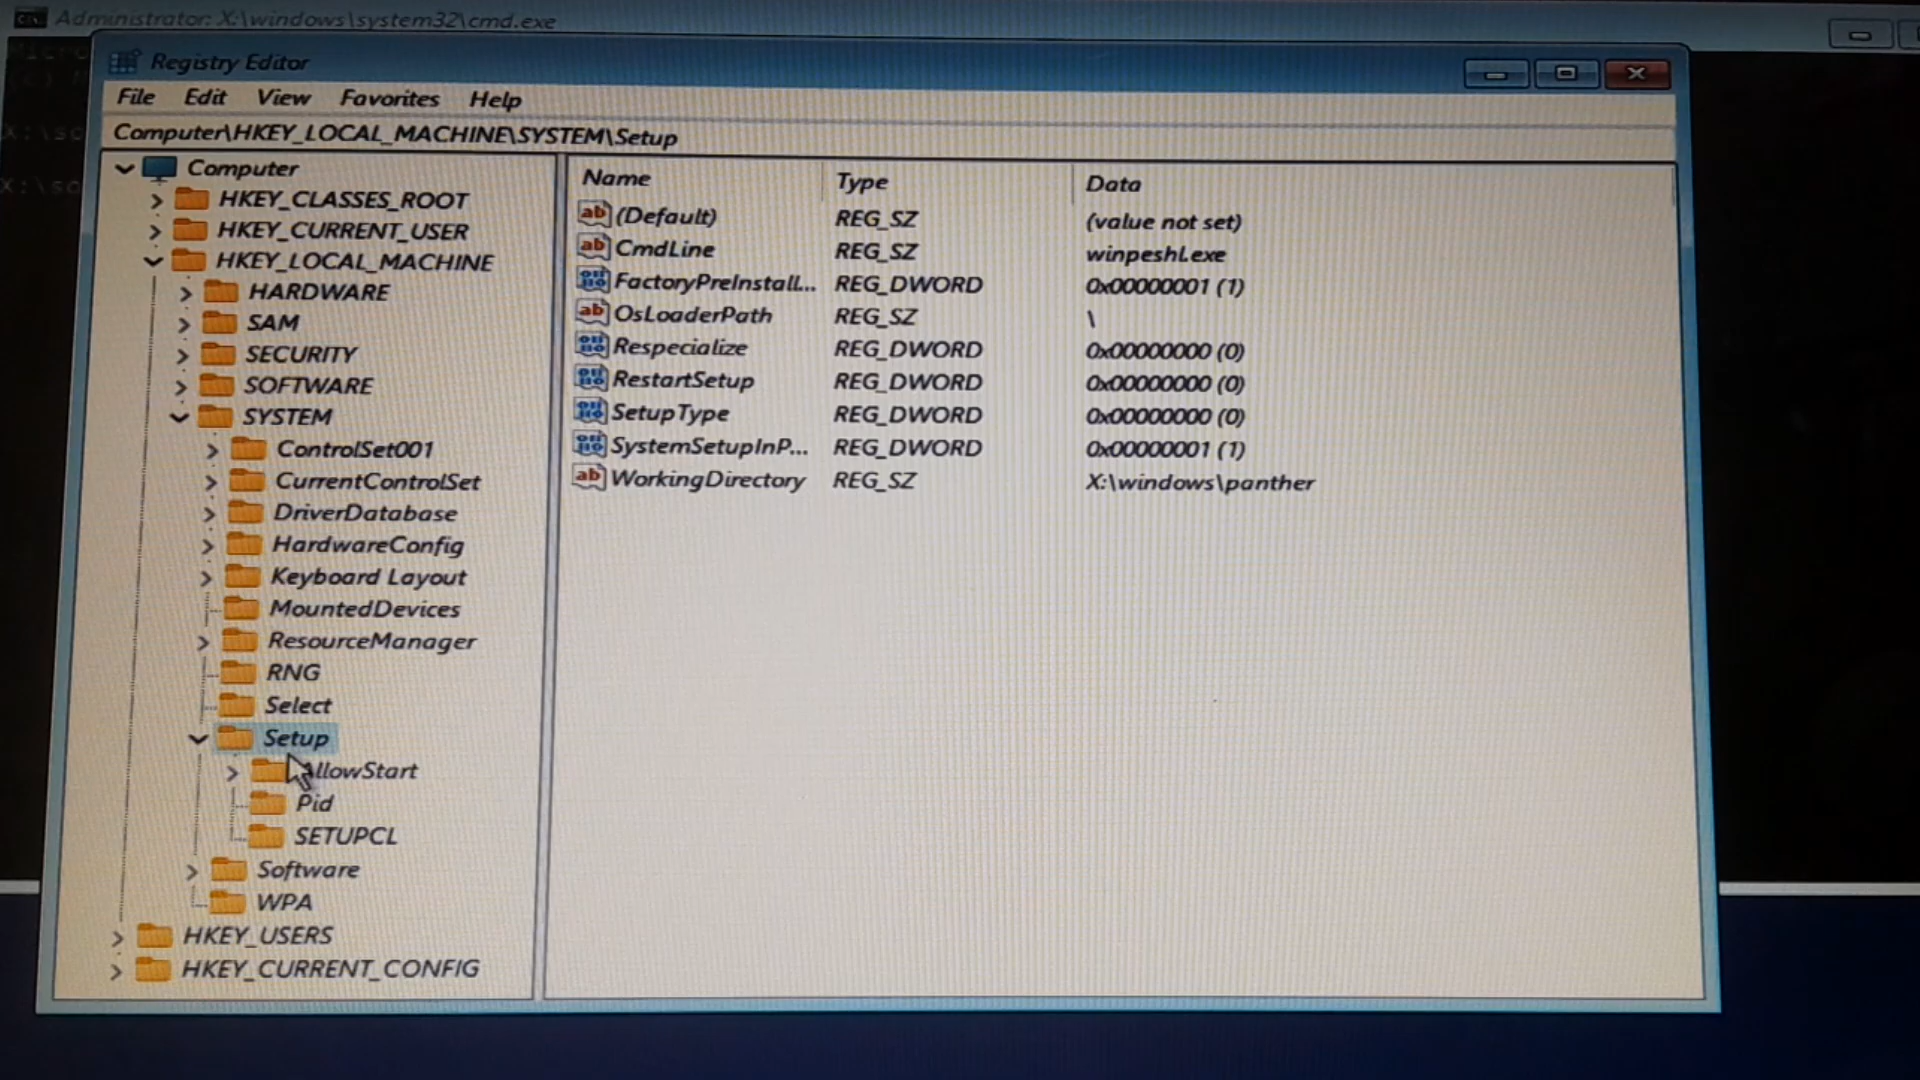 Administrator: X:\windows\system32\cmd.exe
Registry Editor
File Edit View Favorites Help
Computer\HKEY_LOCAL_MACHINE\SYSTEM\Setup
Computer
HKEY_CLASSES_ROOT
HKEY_CURRENT_USER
HKEY_LOCAL_MACHINE
HARDWARE
SAM
SECURITY
SOFTWARE
SYSTEM
ControlSet001
CurrentControlSet
DriverDatabase
HardwareConfig
Keyboard Layout
MountedDevices
ResourceManager
RNG
Select
Setup
AllowStart
Pid
SETUPCL
Software
WPA
HKEY_USERS
HKEY_CURRENT_CONFIG
Name Type Data
(Default) REG_SZ (value not set)
CmdLine REG_SZ winpeshl.exe
FactoryPreInstall... REG_DWORD 0x00000001 (1)
OsLoaderPath REG_SZ \
Respecialize REG_DWORD 0x00000000 (0)
RestartSetup REG_DWORD 0x00000000 (0)
SetupType REG_DWORD 0x00000000 (0)
SystemSetupInP... REG_DWORD 0x00000001 (1)
WorkingDirectory REG_SZ X:\windows\panther